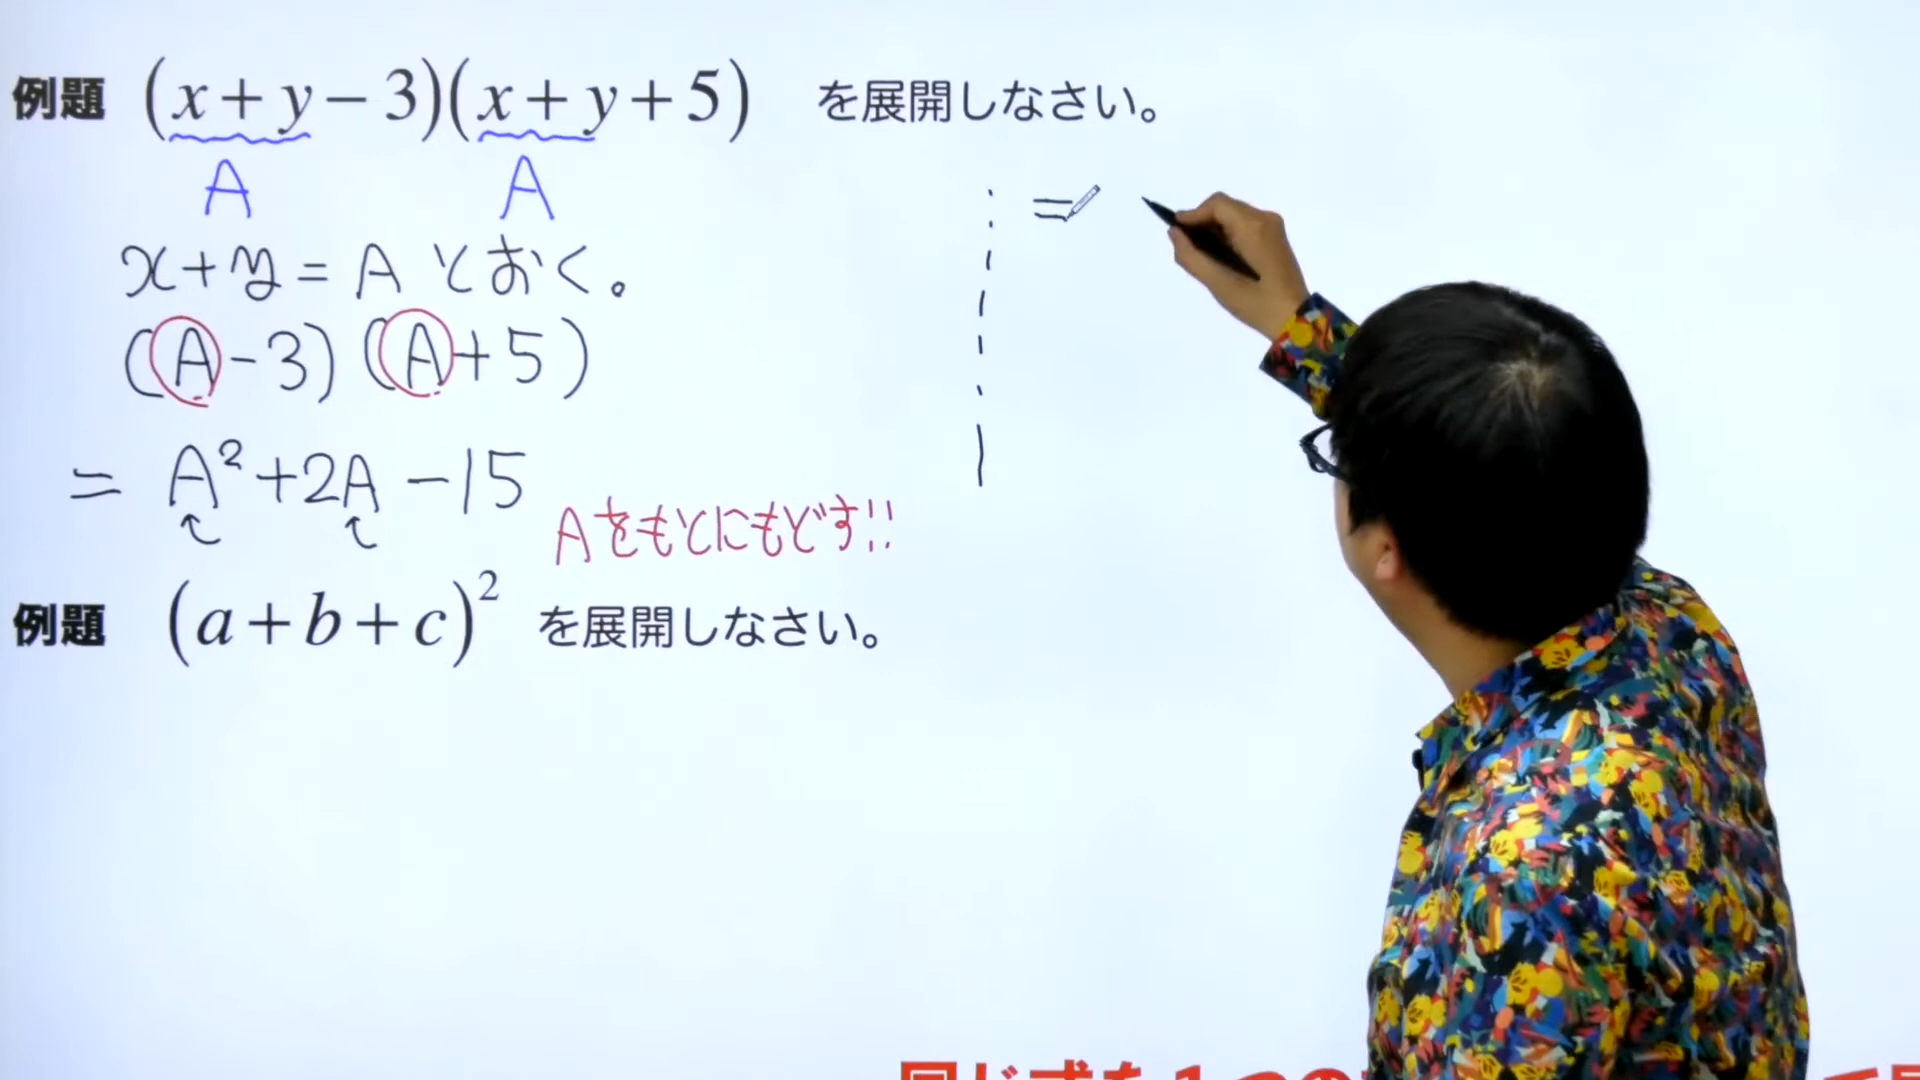 例題 (x+y−3)(x+y+5) を展開しなさい。
A A
x+y=A とおく。
(A-3)(A+5)
= A²+2A-15
=
Aをもとにもどす!!
例題 (a+b+c)² を展開しなさい。